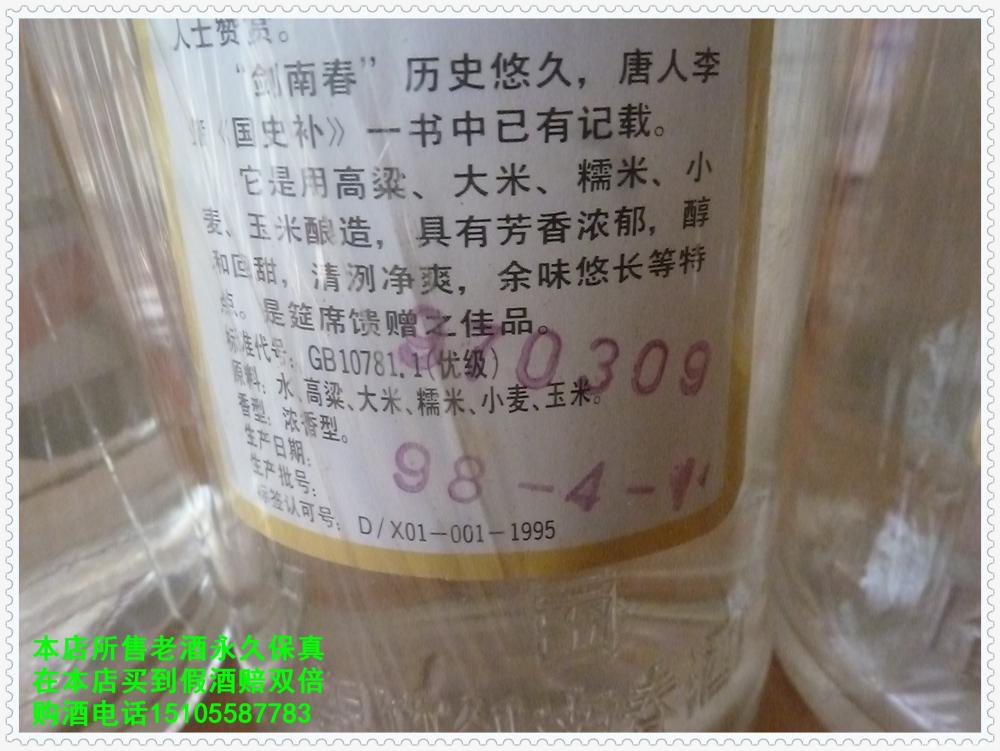 人士赞赏。
“剑南春”历史悠久，唐人李
《国史补》一书中已有记载。
它是用高粱、大米、糯米、小
麦、玉米酿造，具有芳香浓郁，醇
和回甜，清洌净爽，余味悠长等特
点。是筵席馈赠之佳品。
标准代号：GB10781.1(优级)
970309
原料：水、高粱、大米、糯米、小麦、玉米。
香型：浓香型。
生产日期：
98-4-1
生产批号：
标签认可号：D/X01-001-1995
本店所售老酒永久保真
在本店买到假酒赔双倍
购酒电话15105587783